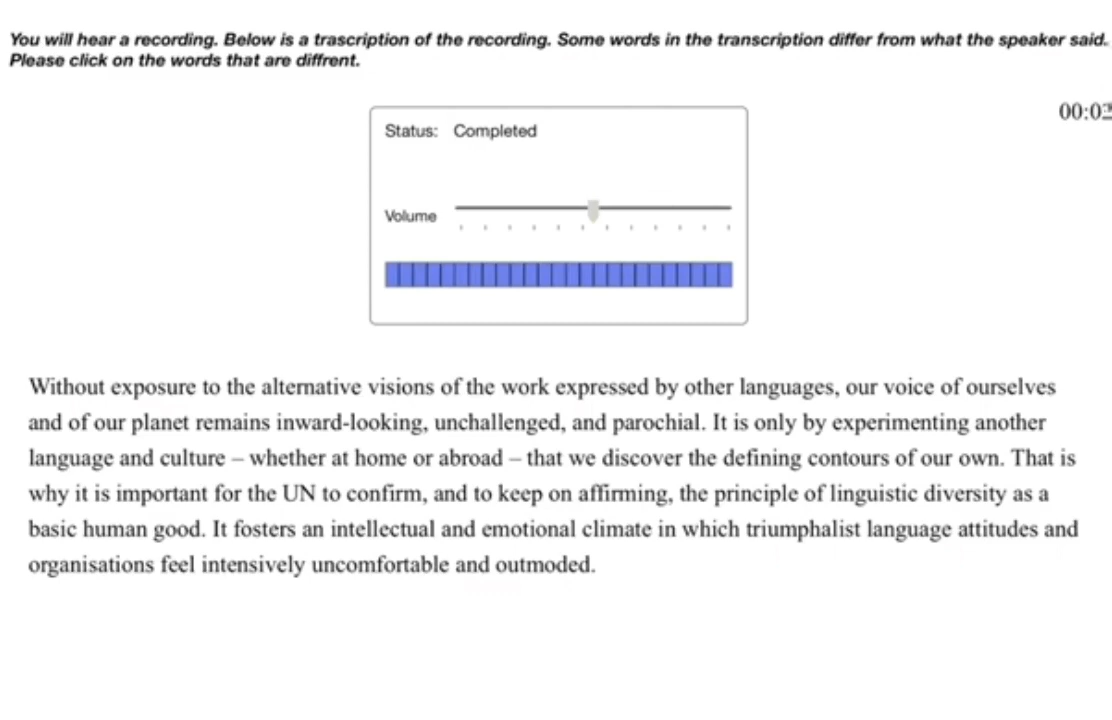 You will hear a recording. Below is a trascription of the recording. Some words in the transcription differ from what the speaker said.
Please click on the words that are diffrent.
00:0
Status: Completed
Volume
Without exposure to the alternative visions of the work expressed by other languages, our voice of ourselves
and of our planet remains inward-looking, unchallenged, and parochial. It is only by experimenting another
language and culture – whether at home or abroad – that we discover the defining contours of our own. That is
why it is important for the UN to confirm, and to keep on affirming, the principle of linguistic diversity as a
basic human good. It fosters an intellectual and emotional climate in which triumphalist language attitudes and
organisations feel intensively uncomfortable and outmoded.